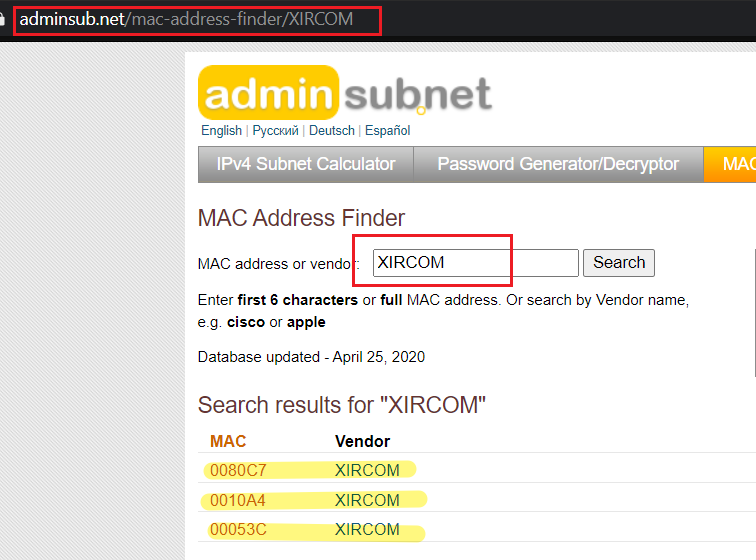 adminsub.net/mac-address-finder/XIRCOM
admin subnet
English | Русский | Deutsch | Español
IPv4 Subnet Calculator Password Generator/Decryptor MAC
MAC Address Finder
MAC address or vendor: XIRCOM Search
Enter first 6 characters or full MAC address. Or search by Vendor name,
e.g. cisco or apple
Database updated - April 25, 2020
Search results for "XIRCOM"
MAC Vendor
0080C7 XIRCOM
0010A4 XIRCOM
00053C XIRCOM